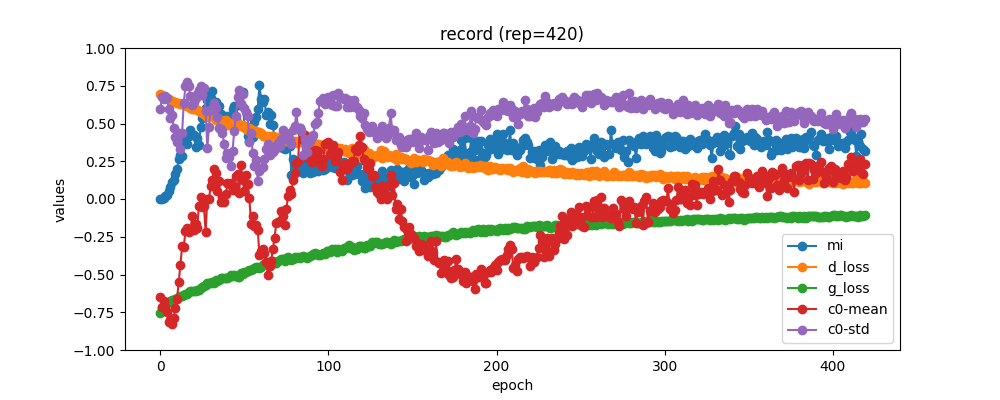 record (rep=420)
values
1.00
0.75
0.50
0.25
0.00
−0.25
−0.50
−0.75
−1.00
0 100 200 300 400
epoch
mi
d_loss
g_loss
c0-mean
c0-std